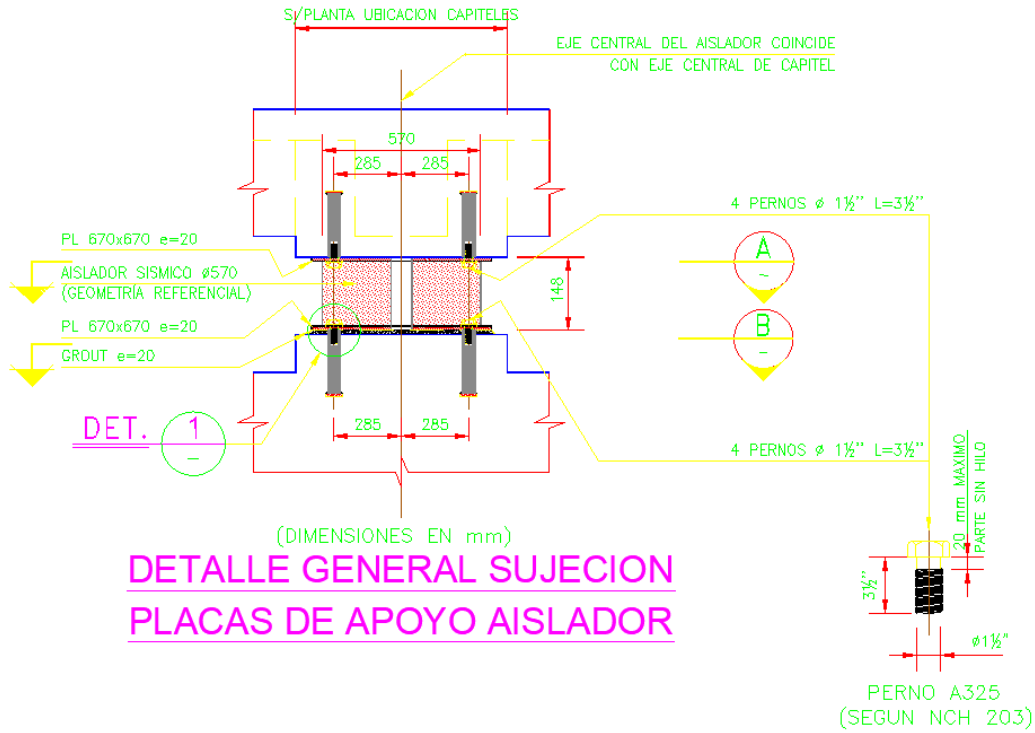 S/PLANTA UBICACION CAPITELES
EJE CENTRAL DEL AISLADOR COINCIDE
CON EJE CENTRAL DE CAPITEL
570
285
285
4 PERNOS ø 1½" L=3½"
PL 670x670 e=20
AISLADOR SISMICO ø570
(GEOMETRÍA REFERENCIAL)
PL 670x670 e=20
GROUT e=20
148
A
~
B
-
DET. 1
-
285
285
4 PERNOS ø 1½" L=3½"
20 mm MAXIMO
PARTE SIN HILO
(DIMENSIONES EN mm)
DETALLE GENERAL SUJECION
PLACAS DE APOYO AISLADOR
3½"
ø1½"
PERNO A325
(SEGUN NCH 203)